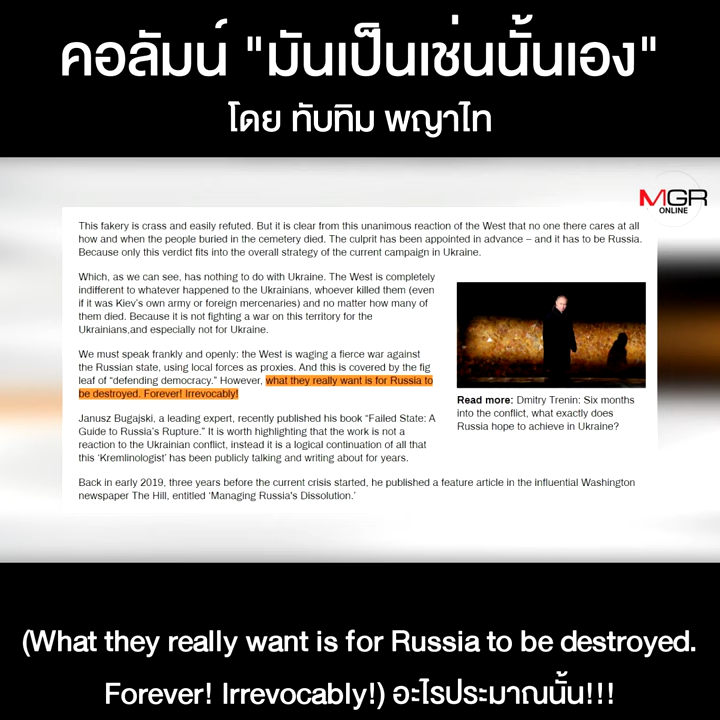 คอลัมน์ "มันเป็นเช่นนั้นเอง"
โดย ทับทิม พญาไท
MGR
ONLINE
This fakery is crass and easily refuted. But it is clear from this unanimous reaction of the West that no one there cares at all
how and when the people buried in the cemetery died. The culprit has been appointed in advance – and it has to be Russia.
Because only this verdict fits into the overall strategy of the current campaign in Ukraine.
Which, as we can see, has nothing to do with Ukraine. The West is completely
indifferent to whatever happened to the Ukrainians, whoever killed them (even
if it was Kiev's own army or foreign mercenaries) and no matter how many of
them died. Because it is not fighting a war on this territory for the
Ukrainians,and especially not for Ukraine.
We must speak frankly and openly: the West is waging a fierce war against
the Russian state, using local forces as proxies. And this is covered by the fig
leaf of “defending democracy.” However, what they really want is for Russia to
be destroyed. Forever! Irrevocably!
Read more: Dmitry Trenin: Six months
into the conflict, what exactly does
Russia hope to achieve in Ukraine?
Janusz Bugajski, a leading expert, recently published his book “Failed State: A
Guide to Russia's Rupture.” It is worth highlighting that the work is not a
reaction to the Ukrainian conflict, instead it is a logical continuation of all that
this ‘Kremlinologist’ has been publicly talking and writing about for years.
Back in early 2019, three years before the current crisis started, he published a feature article in the influential Washington
newspaper The Hill, entitled ‘Managing Russia's Dissolution.’
(What they really want is for Russia to be destroyed.
Forever! Irrevocably!) อะไรประมาณนั้น!!!